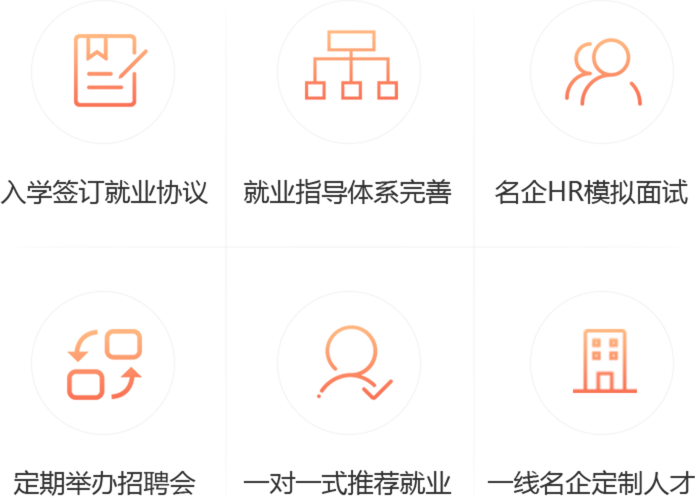 入学签订就业协议
就业指导体系完善
名企HR模拟面试
定期举办招聘会
一对一式推荐就业
一线名企定制人才